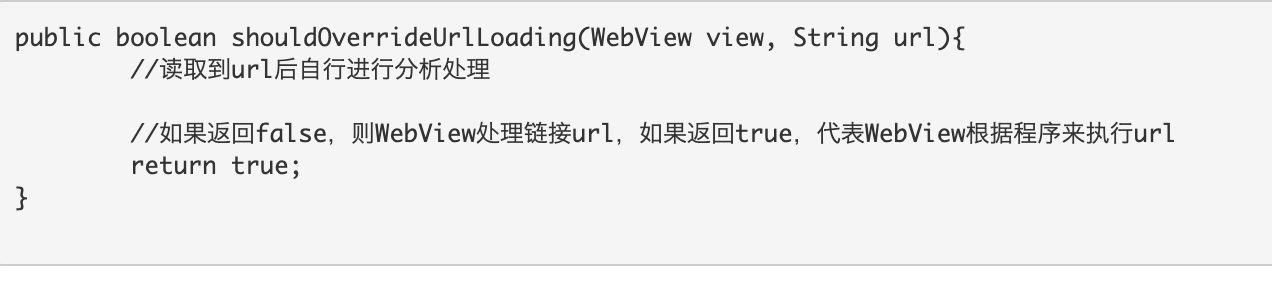 public boolean shouldOverrideUrlLoading(WebView view, String url){
//读取到url后自行进行分析处理
//如果返回false，则WebView处理链接url，如果返回true，代表WebView根据程序来执行url
return true;
}